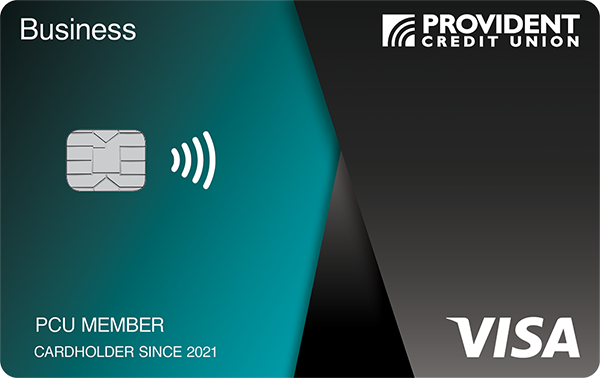 Business
PROVIDENT
CREDIT UNION
PCU MEMBER
CARDHOLDER SINCE 2021
VISA